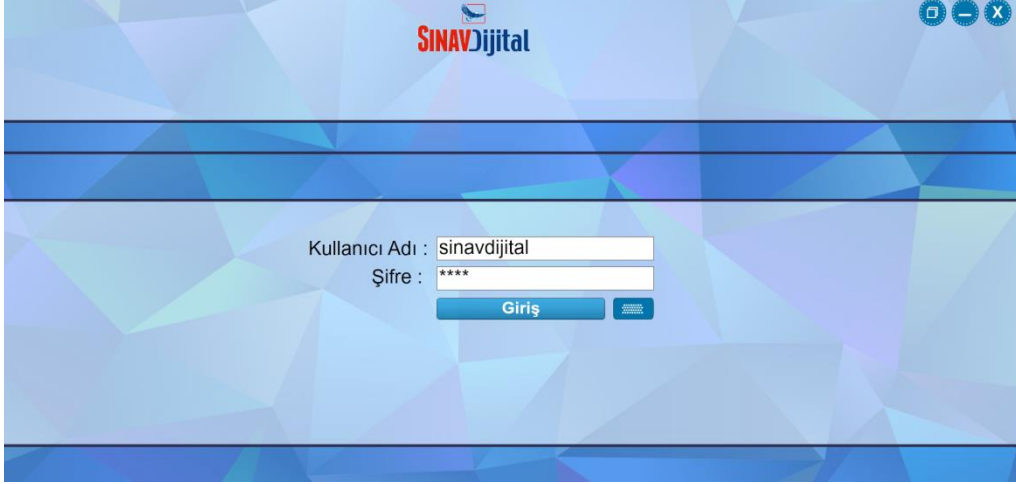 SINAVDijital
X
Kullanıcı Adı : sinavdijital
Şifre : ****
Giriş